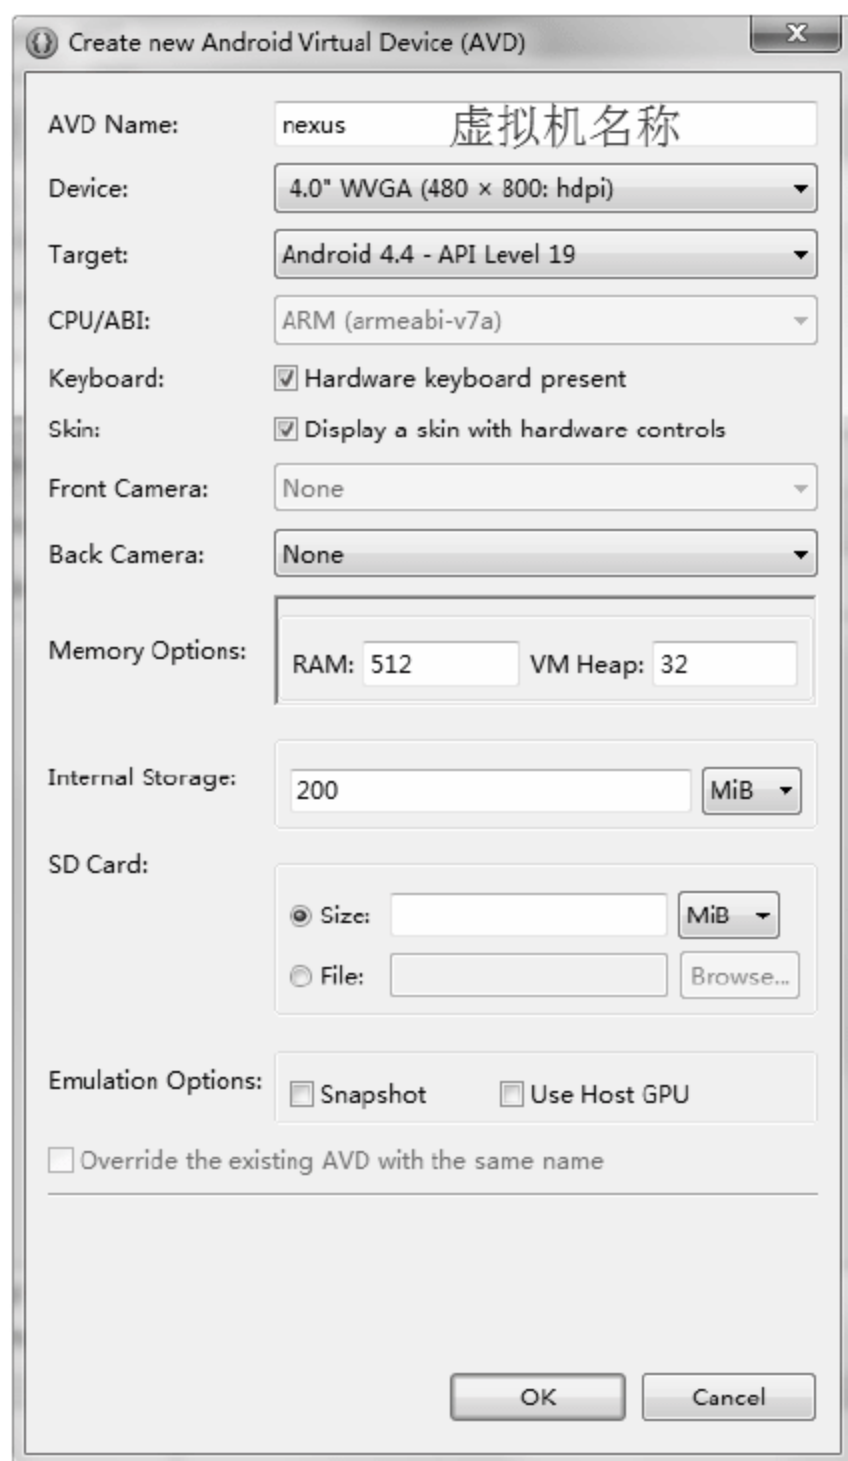 Create new Android Virtual Device (AVD)
AVD Name: nexus 虚拟机名称
Device: 4.0" WVGA (480 × 800: hdpi)
Target: Android 4.4 - API Level 19
CPU/ABI: ARM (armeabi-v7a)
Keyboard: Hardware keyboard present
Skin: Display a skin with hardware controls
Front Camera: None
Back Camera: None
Memory Options: RAM: 512 VM Heap: 32
Internal Storage: 200 MiB
SD Card:
Size: MiB
File: Browse...
Emulation Options: Snapshot Use Host GPU
Override the existing AVD with the same name
OK Cancel